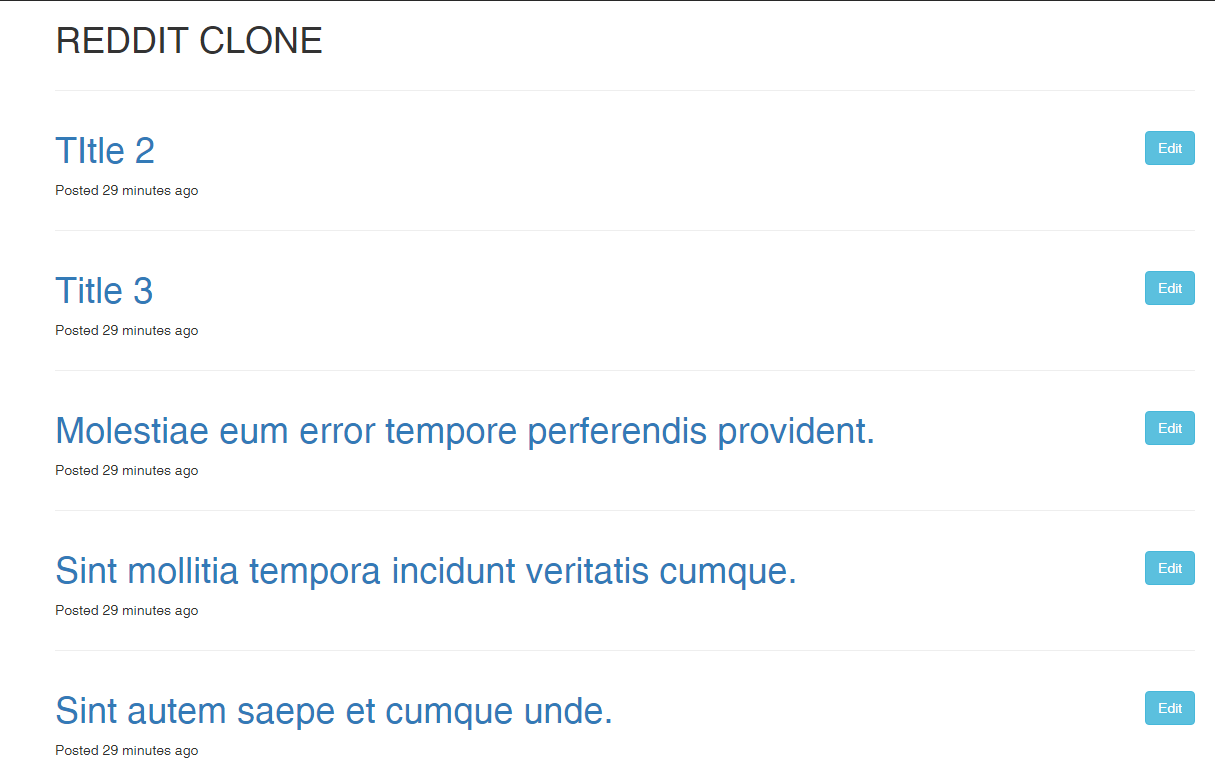 REDDIT CLONE
TItle 2
Edit
Posted 29 minutes ago
Title 3
Edit
Posted 29 minutes ago
Molestiae eum error tempore perferendis provident.
Edit
Posted 29 minutes ago
Sint mollitia tempora incidunt veritatis cumque.
Edit
Posted 29 minutes ago
Sint autem saepe et cumque unde.
Edit
Posted 29 minutes ago